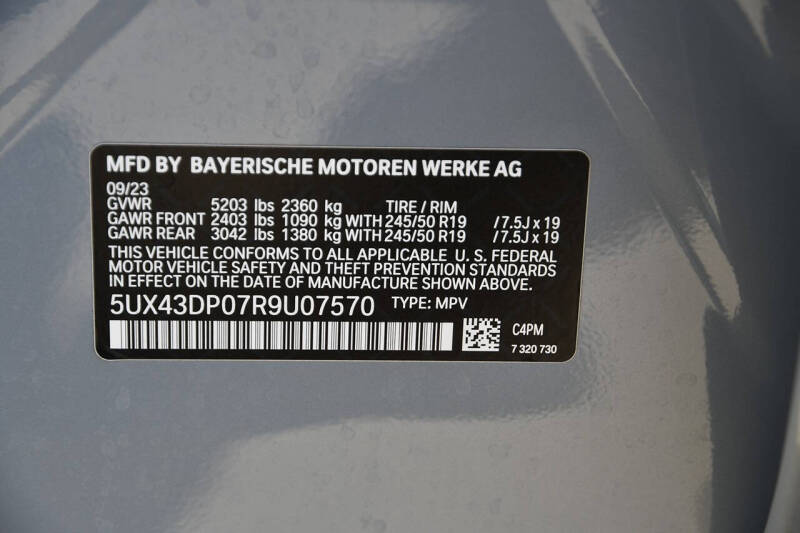 MFD BY BAYERISCHE MOTOREN WERKE AG
09/23
GVWR 5203 lbs 2360 kg TIRE / RIM
GAWR FRONT 2403 lbs 1090 kg WITH 245/50 R19 / 7.5J x 19
GAWR REAR 3042 lbs 1380 kg WITH 245/50 R19 / 7.5J x 19
THIS VEHICLE CONFORMS TO ALL APPLICABLE U. S. FEDERAL
MOTOR VEHICLE SAFETY AND THEFT PREVENTION STANDARDS
IN EFFECT ON THE DATE OF MANUFACTURE SHOWN ABOVE.
5UX43DP07R9U07570 TYPE: MPV
C4PM
7 320 730